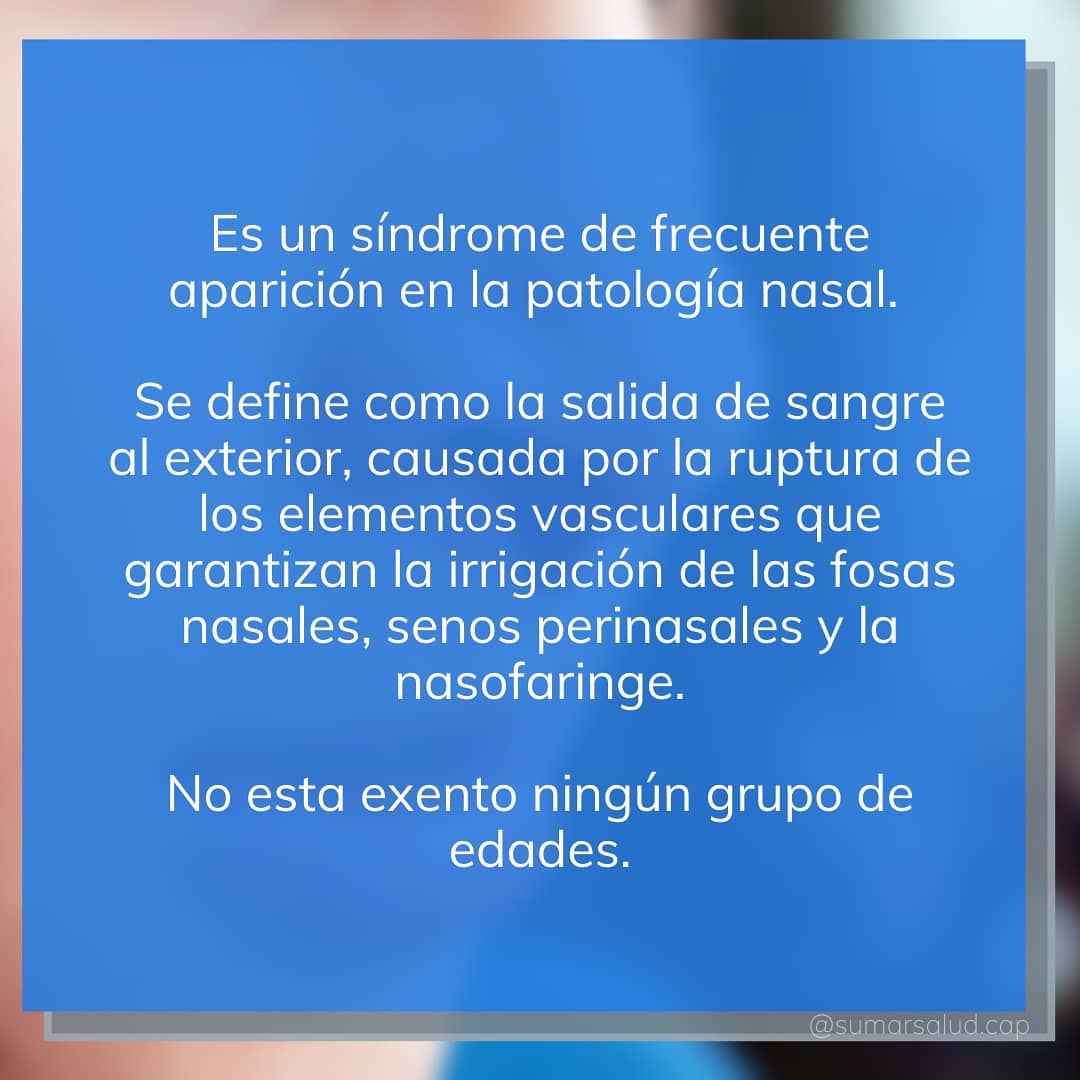 Es un síndrome de frecuente
aparición en la patología nasal.
Se define como la salida de sangre
al exterior, causada por la ruptura de
los elementos vasculares que
garantizan la irrigación de las fosas
nasales, senos perinasales y la
nasofaringe.
No esta exento ningún grupo de
edades.
@sumarsalud.cap